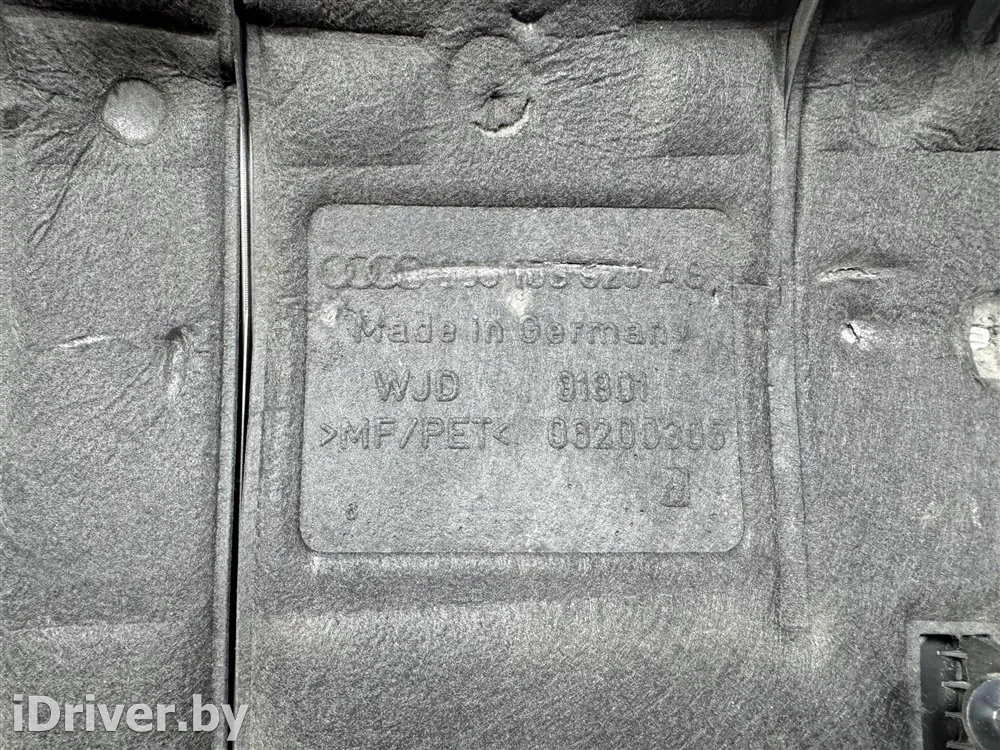 Made in Germany
WJD 91801
>MF/PET< 08200305
iDriver.by